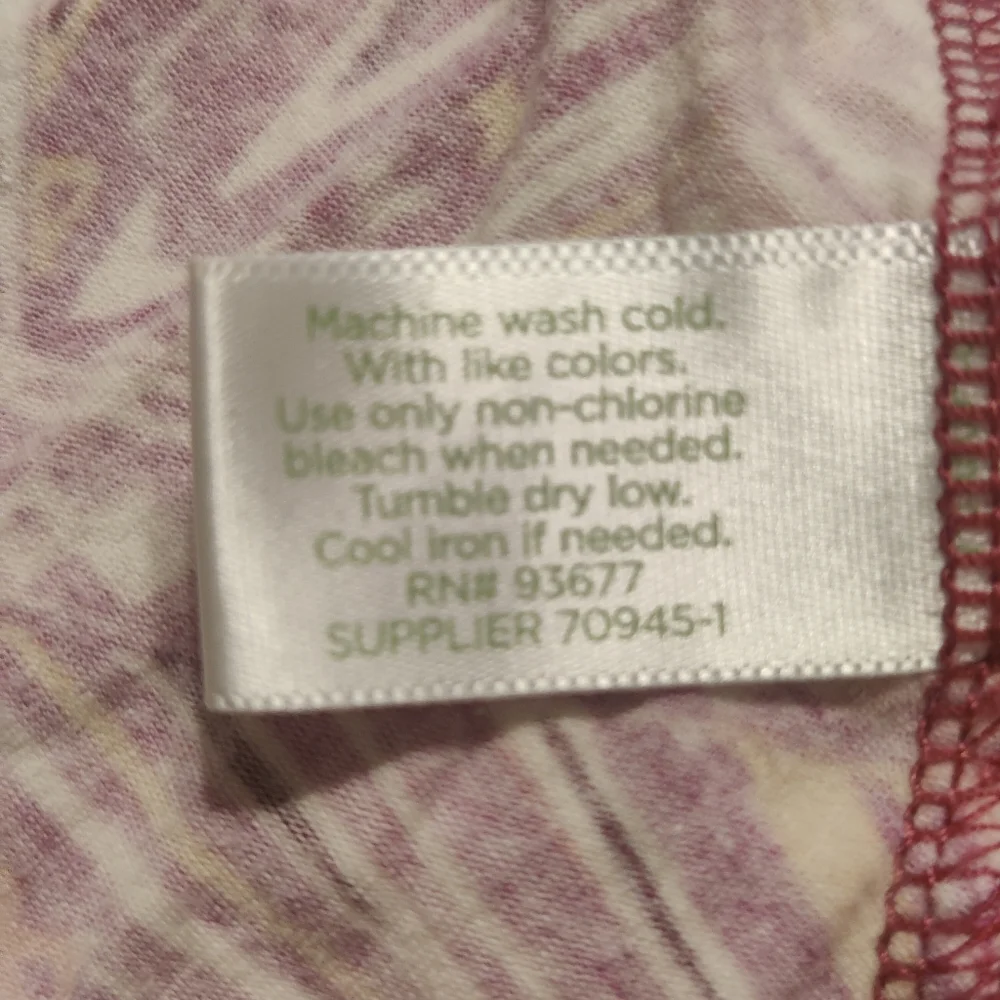 Machine wash cold.
With like colors.
Use only non-chlorine
bleach when needed.
Tumble dry low.
Cool iron if needed.
RN# 93677
SUPPLIER 70945-1